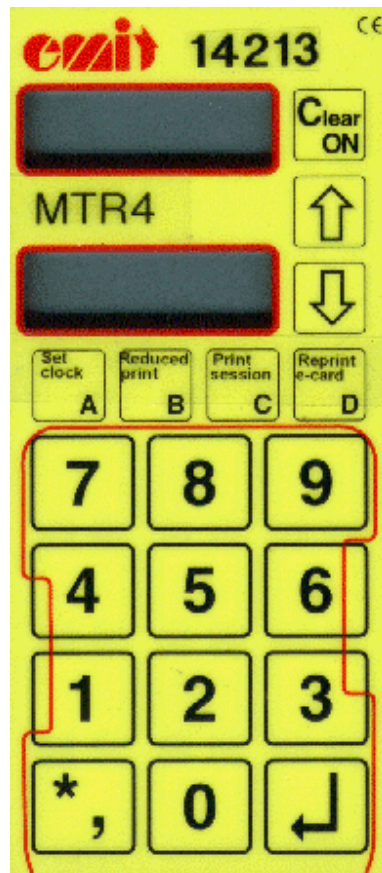 emit 14213 CE
Clear
ON
MTR4
Set clock A
Reduced print B
Print session C
Reprint e-card D
7 8 9
4 5 6
1 2 3
*, 0 ↵